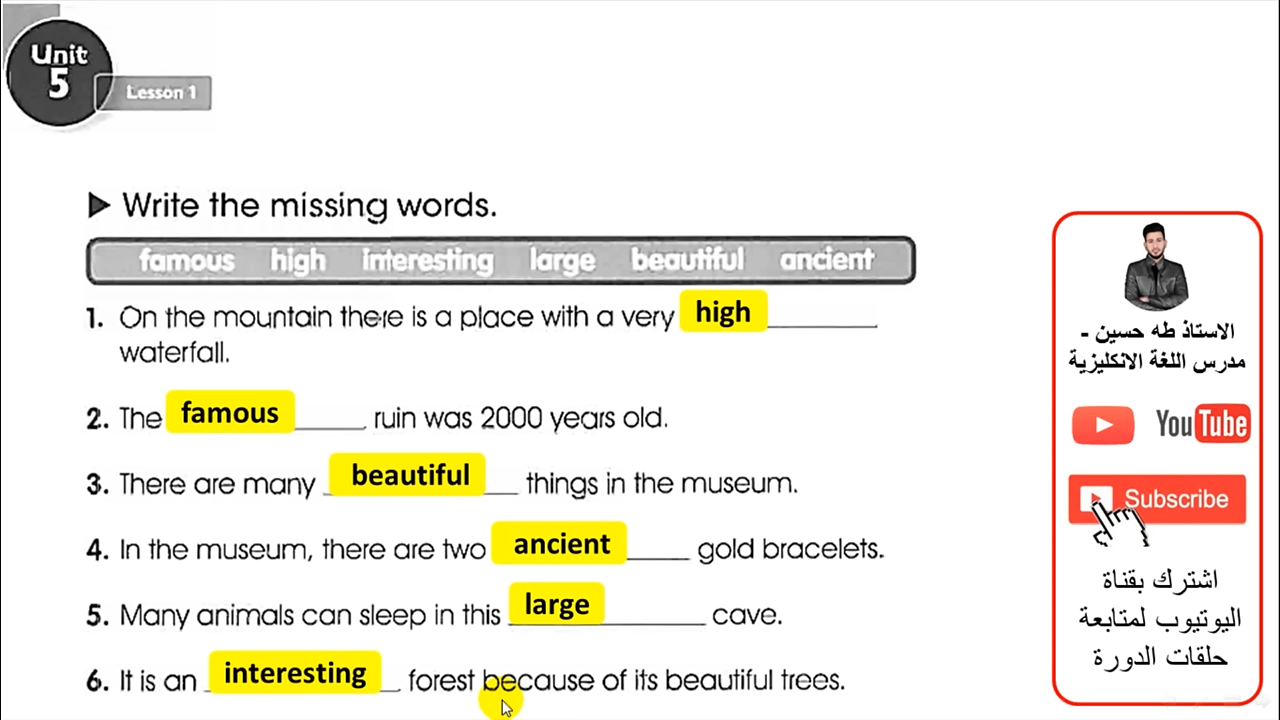 Unit
5
Lesson 1
Write the missing words.
famous high interesting large beautiful ancient
1. On the mountain there is a place with a very high
waterfall.
2. The famous ruin was 2000 years old.
3. There are many beautiful things in the museum.
4. In the museum, there are two ancient gold bracelets.
5. Many animals can sleep in this large cave.
6. It is an interesting forest because of its beautiful trees.
الاستاذ طه حسين -
مدرس اللغة الانكليزية
YouTube
Subscribe
اشترك بقناة
اليوتيوب لمتابعة
حلقات الدورة